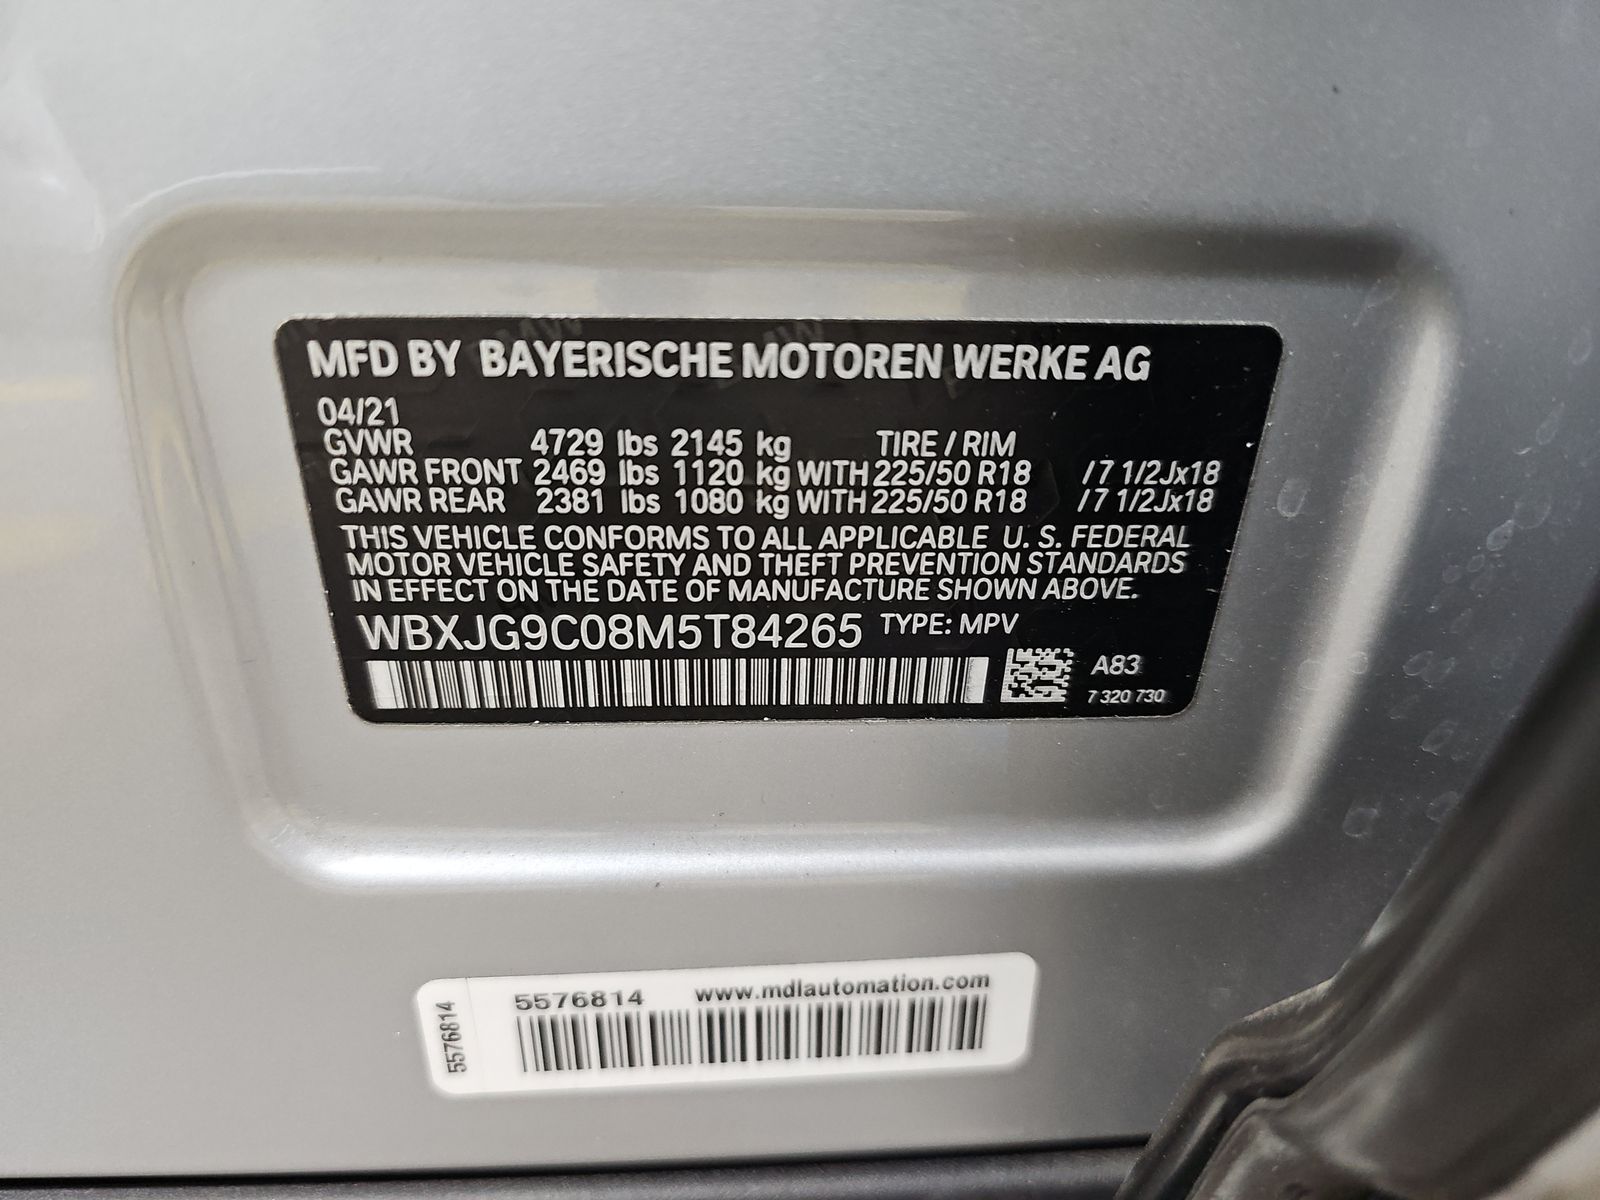 MFD BY BAYERISCHE MOTOREN WERKE AG
04/21
GVWR 4729 lbs 2145 kg TIRE / RIM
GAWR FRONT 2469 lbs 1120 kg WITH 225/50 R18 / 7 1/2Jx18
GAWR REAR 2381 lbs 1080 kg WITH 225/50 R18 / 7 1/2Jx18
THIS VEHICLE CONFORMS TO ALL APPLICABLE U. S. FEDERAL
MOTOR VEHICLE SAFETY AND THEFT PREVENTION STANDARDS
IN EFFECT ON THE DATE OF MANUFACTURE SHOWN ABOVE.
WBXJG9C08M5T84265 TYPE: MPV
A83
7 320 730
5576814 www.mdlautomation.com
5576814